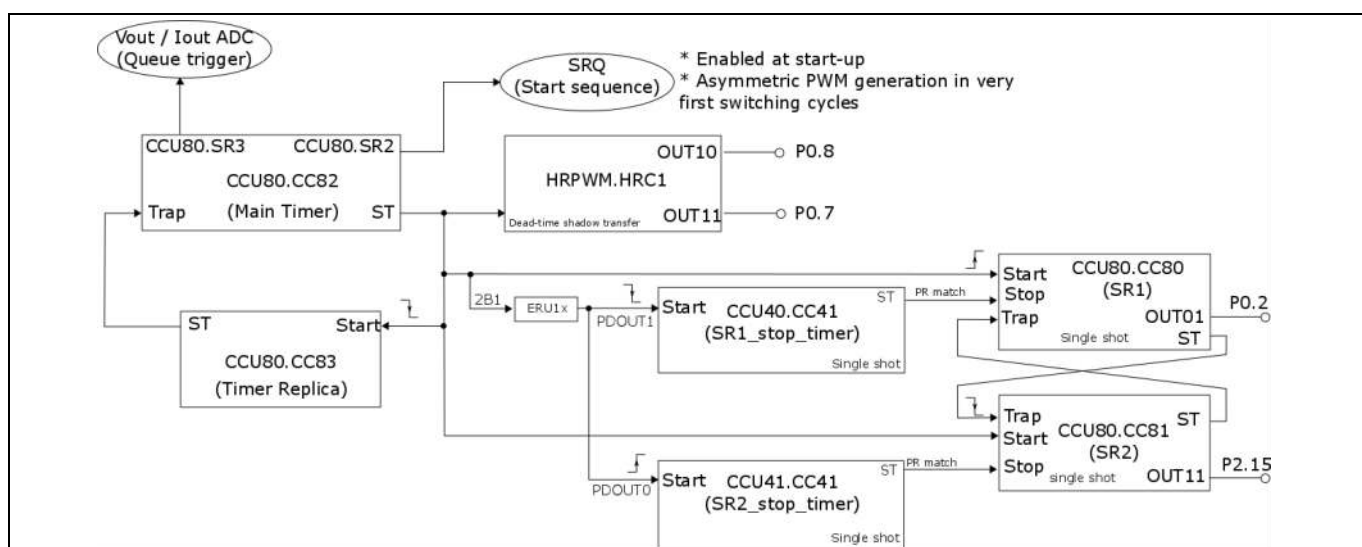 Vout / Iout ADC
(Queue trigger)
SRQ
(Start sequence)
* Enabled at start-up
* Asymmetric PWM generation in very
first switching cycles
CCU80.SR3
CCU80.SR2
CCU80.CC82
(Main Timer)
Trap
ST
OUT10
P0.8
HRPWM.HRC1
OUT11
P0.7
Dead-time shadow transfer
ST
Start
CCU80.CC83
(Timer Replica)
2B1
ERU1x
PDOUT1
Start
ST
PR match
CCU40.CC41
(SR1_stop_timer)
Single shot
Start
Stop
Trap
CCU80.CC80
(SR1)
OUT01
P0.2
Single shot
ST
Trap
Start
Stop
ST
CCU80.CC81
(SR2)
P2.15
single shot
OUT11
PDOUT0
Start
ST
PR match
CCU41.CC41
(SR2_stop_timer)
Single shot